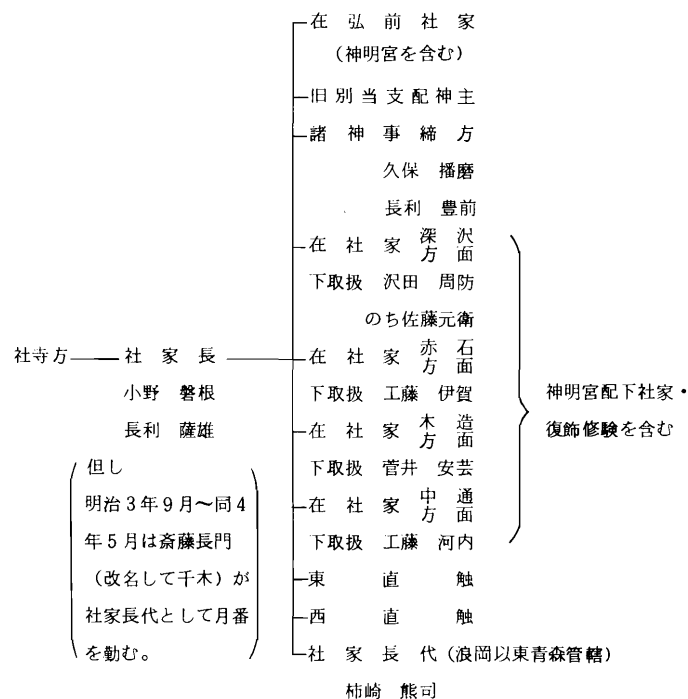 社寺方
社家長
小野 磐根
長利 薩雄
但し
明治3年9月〜同4
年5月は斎藤長門
(改名して千木)が
社家長代として月番
を勤む。
在弘前社家
(神明宮を含む)
旧別当支配神主
諸神事締方
久保 播磨
長利 豊前
在社家 深沢方面
下取扱 沢田 周防
のち佐藤元衛
在社家 赤石方面
下取扱 工藤 伊賀
在社家 木造方面
下取扱 菅井 安芸
在社家 中通方面
下取扱 工藤 河内
東直触
西直触
社家長代(浪岡以東青森管轄)
柿崎 熊司
神明宮配下社家・
復飾修験を含む